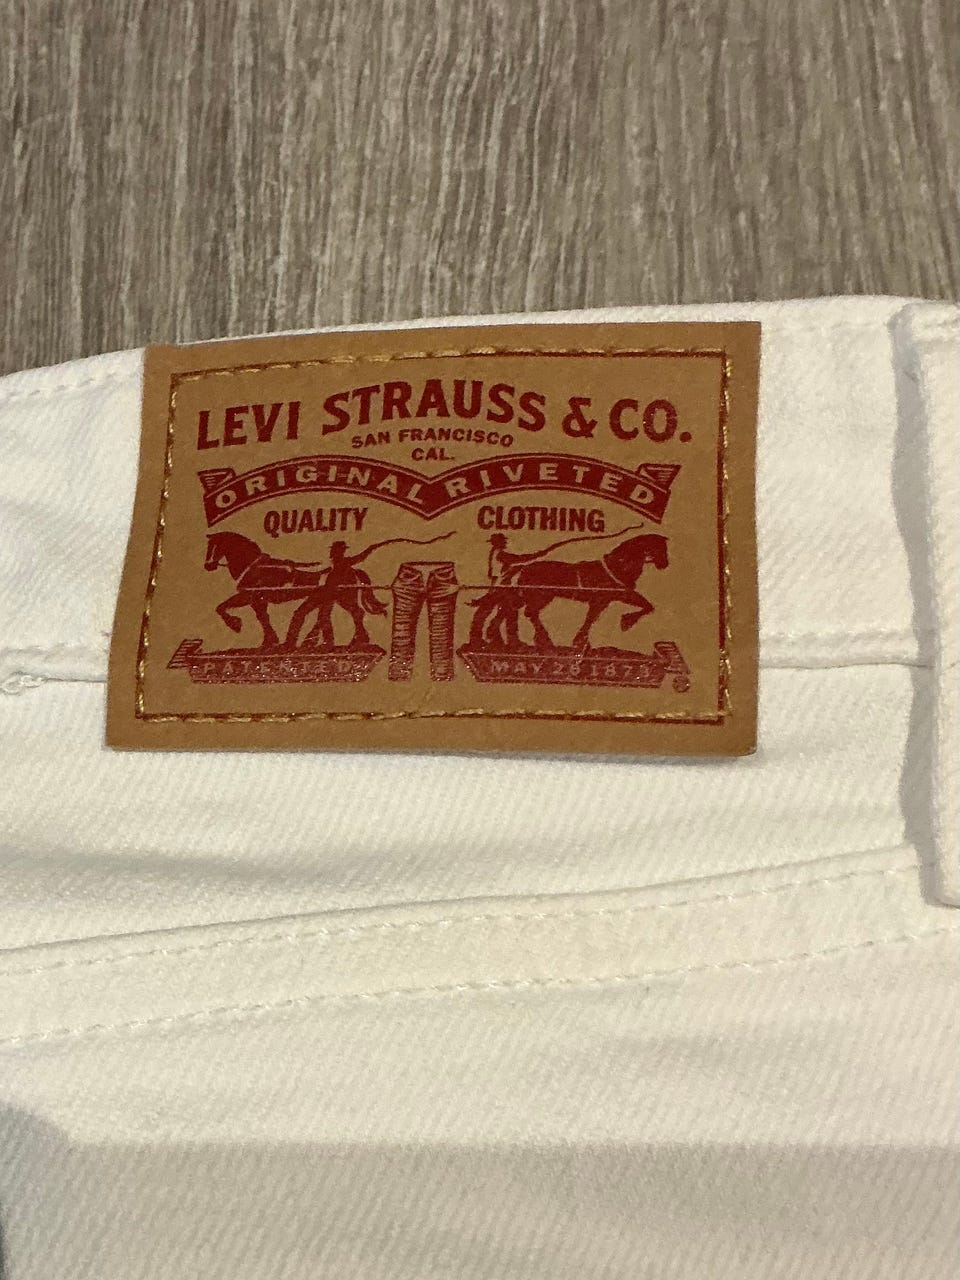 LEVI STRAUSS & CO.
SAN FRANCISCO
CAL.
ORIGINAL RIVETED
QUALITY CLOTHING
PATENTED MAY 20 1873